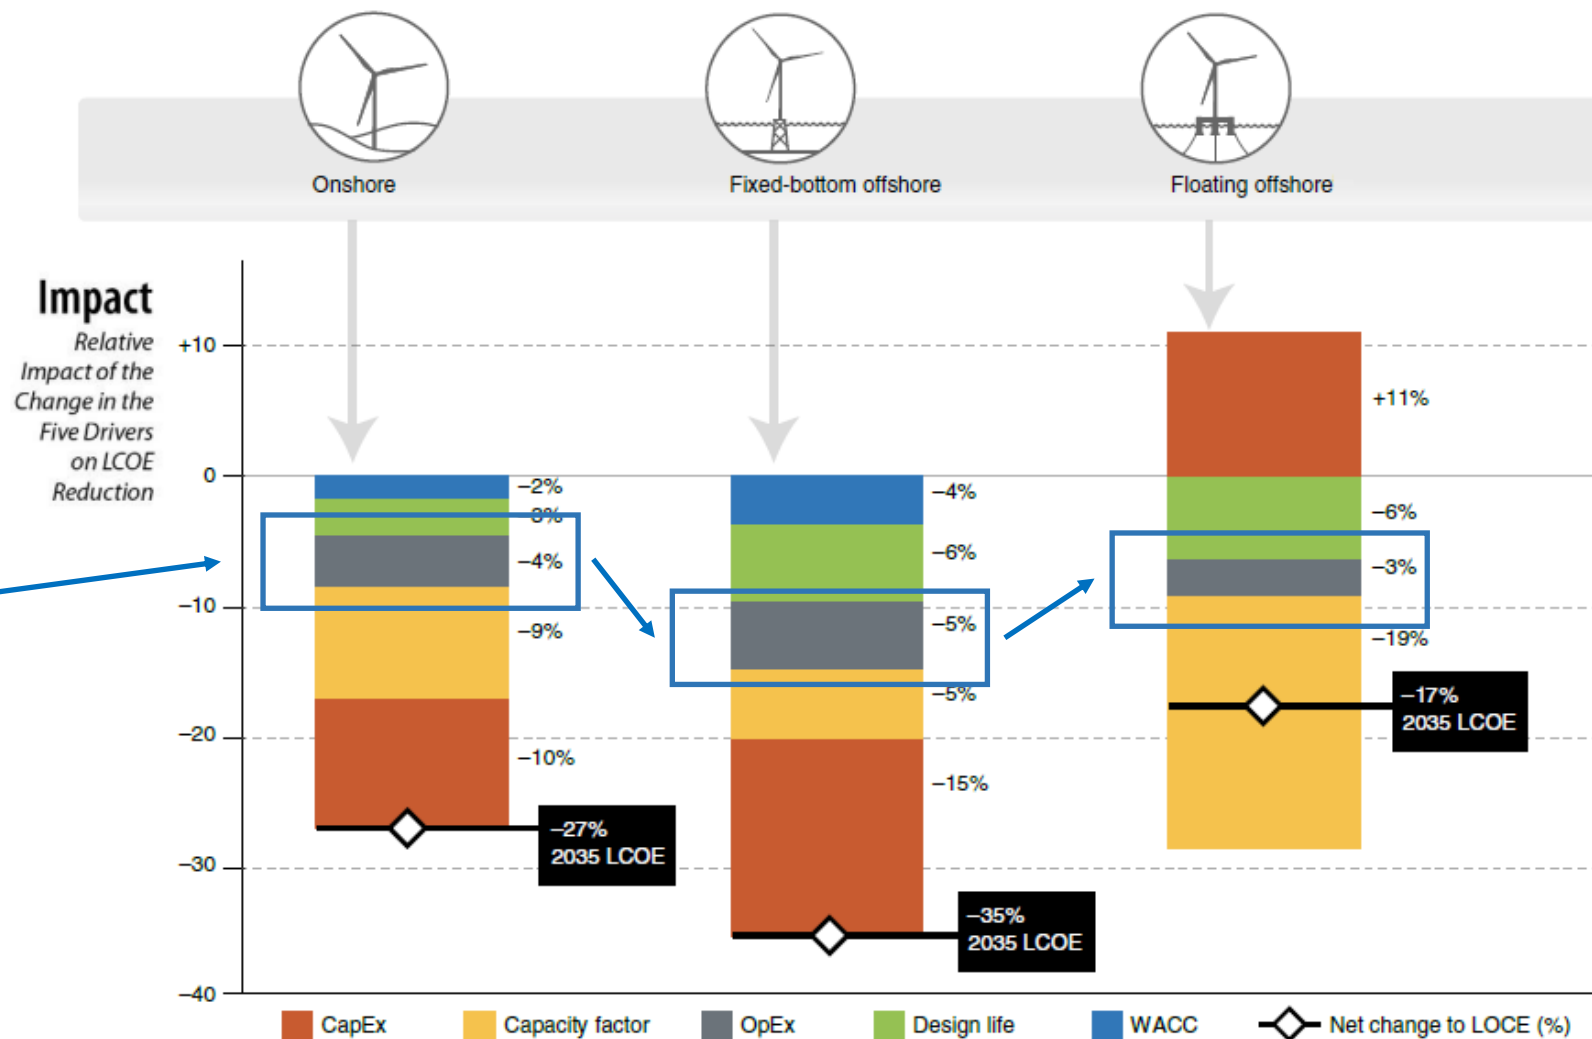 Onshore
Fixed-bottom offshore
Floating offshore
Impact
Relative
Impact of the
Change in the
Five Drivers
on LCOE
Reduction
+10
0
−10
−20
−30
−40
−2%
−3%
−4%
−9%
−10%
−27%
2035 LCOE
−4%
−6%
−5%
−5%
−15%
−35%
2035 LCOE
+11%
−6%
−3%
−19%
−17%
2035 LCOE
CapEx
Capacity factor
OpEx
Design life
WACC
Net change to LOCE (%)